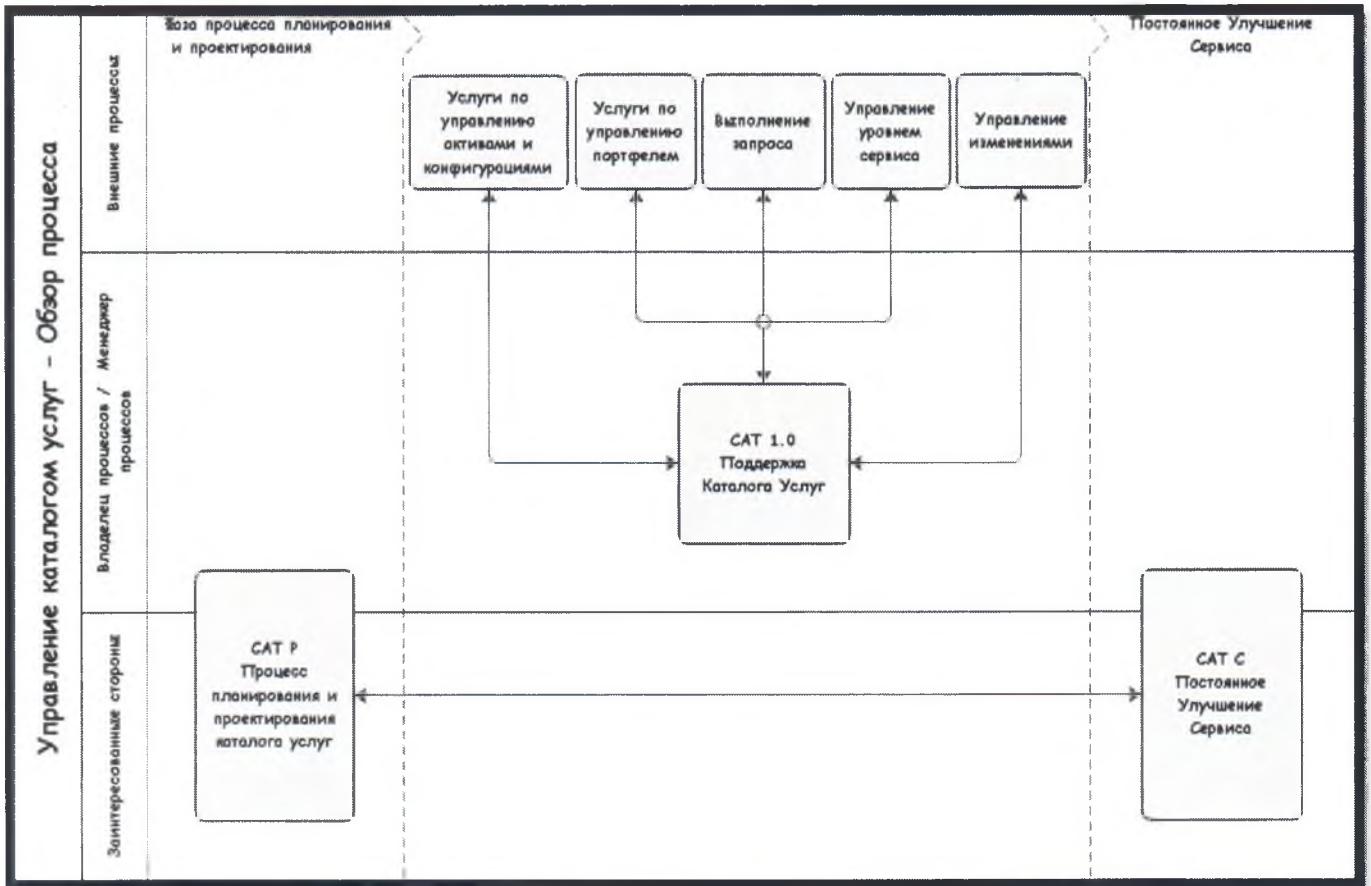 Управление каталогом услуг - Обзор процесса
Внешние процессы
Владелец процессов / Менеджер
процессов
Заинтересованные стороны
процесса планирования
и проектирования
Постоянное Улучшение
Сервиса
Услуги по
управлению
активами и
конфигурациями
Услуги по
управлению
портфелем
Выполнение
запроса
Управление
уровнем
сервиса
Управление
изменениями
CAT 1.0
Поддержка
Каталога Услуг
CAT P
Процесс
планирования и
проектирования
каталога услуг
CAT C
Постоянное
Улучшение
Сервиса